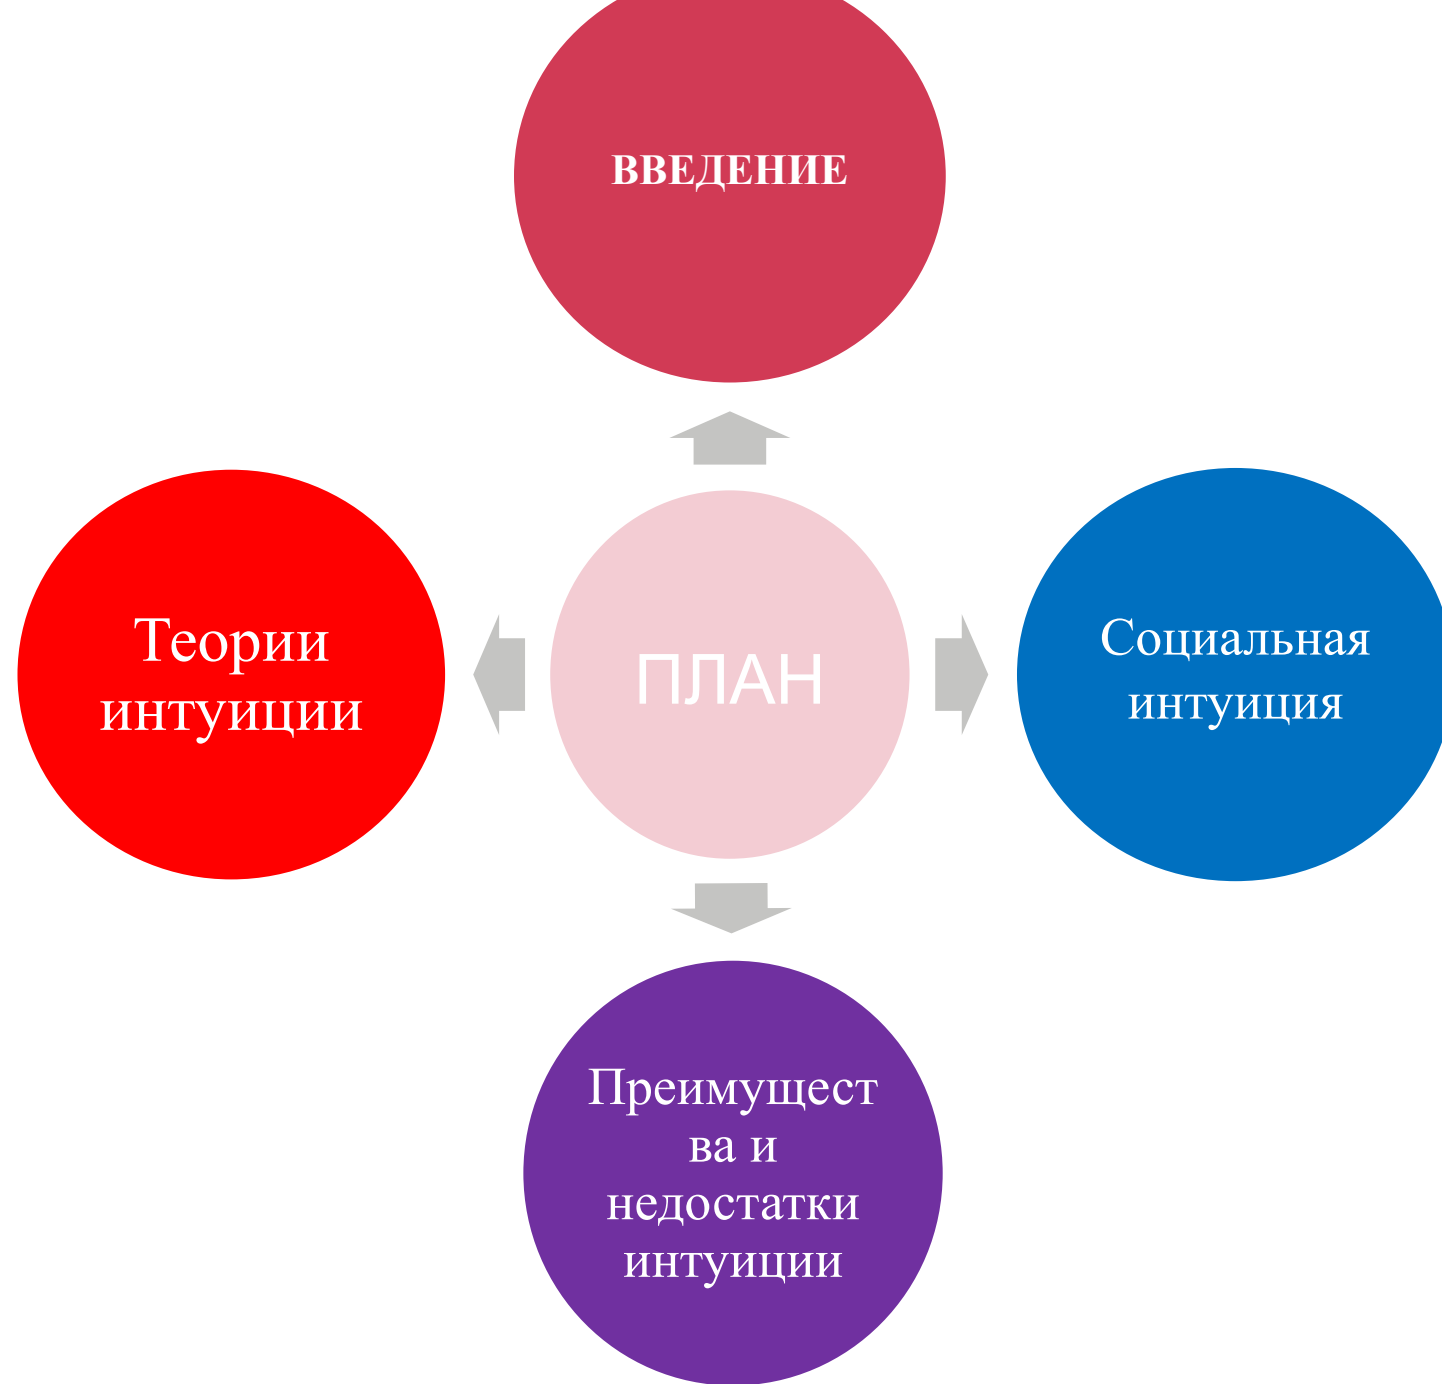 ВВЕДЕНИЕ
Теории
интуиции
ПЛАН
Социальная
интуиция
Преимущест
ва и
недостатки
интуиции